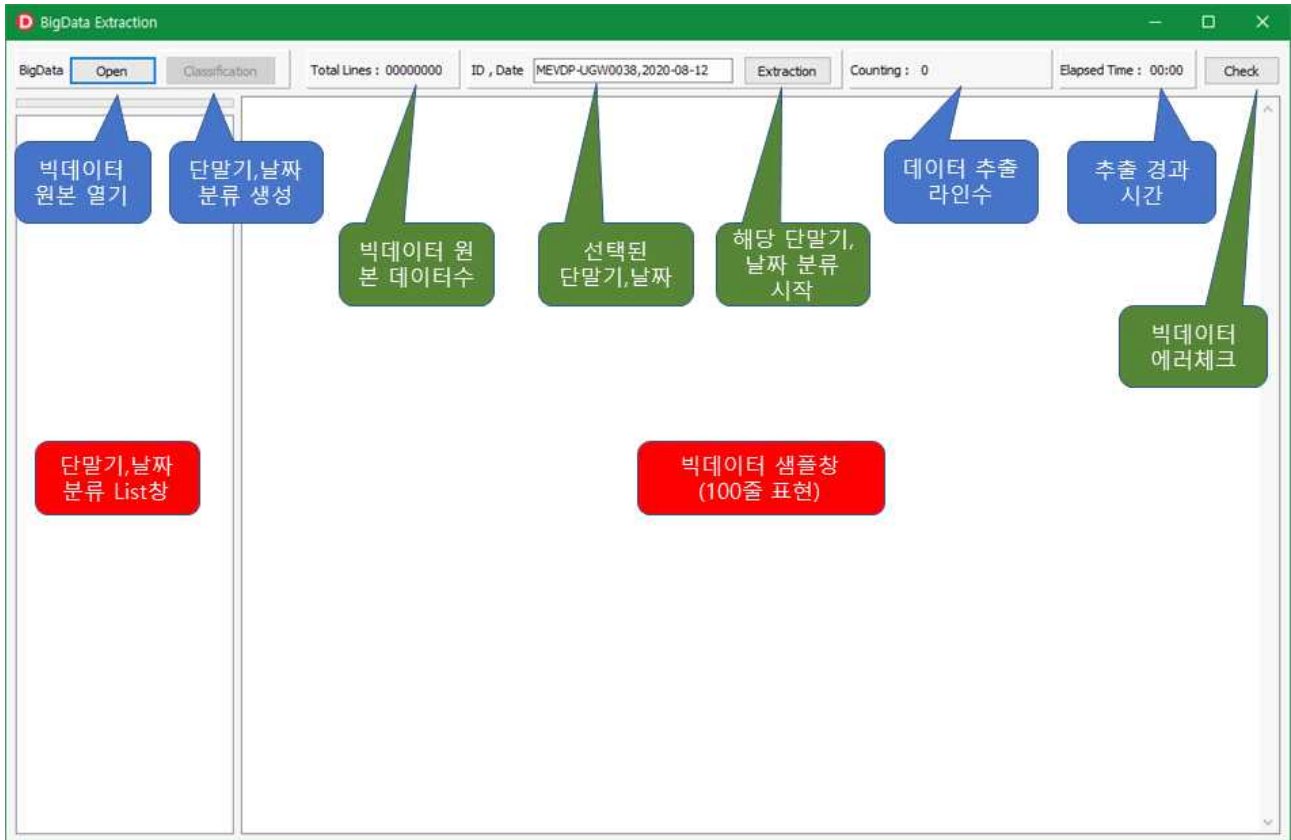 D BigData Extraction
BigData Open Classification Total Lines : 00000000 ID , Date MEVDP-UGW0038,2020-08-12 Extraction Counting : 0 Elapsed Time : 00:00 Check
빅데이터
원본 열기
단말기,날짜
분류 생성
데이터 추출
라인수
추출 경과
시간
빅데이터 원
본 데이터수
선택된
단말기,날짜
해당 단말기,
날짜 분류
시작
빅데이터
에러체크
단말기,날짜
분류 List창
빅데이터 샘플창
(100줄 표현)